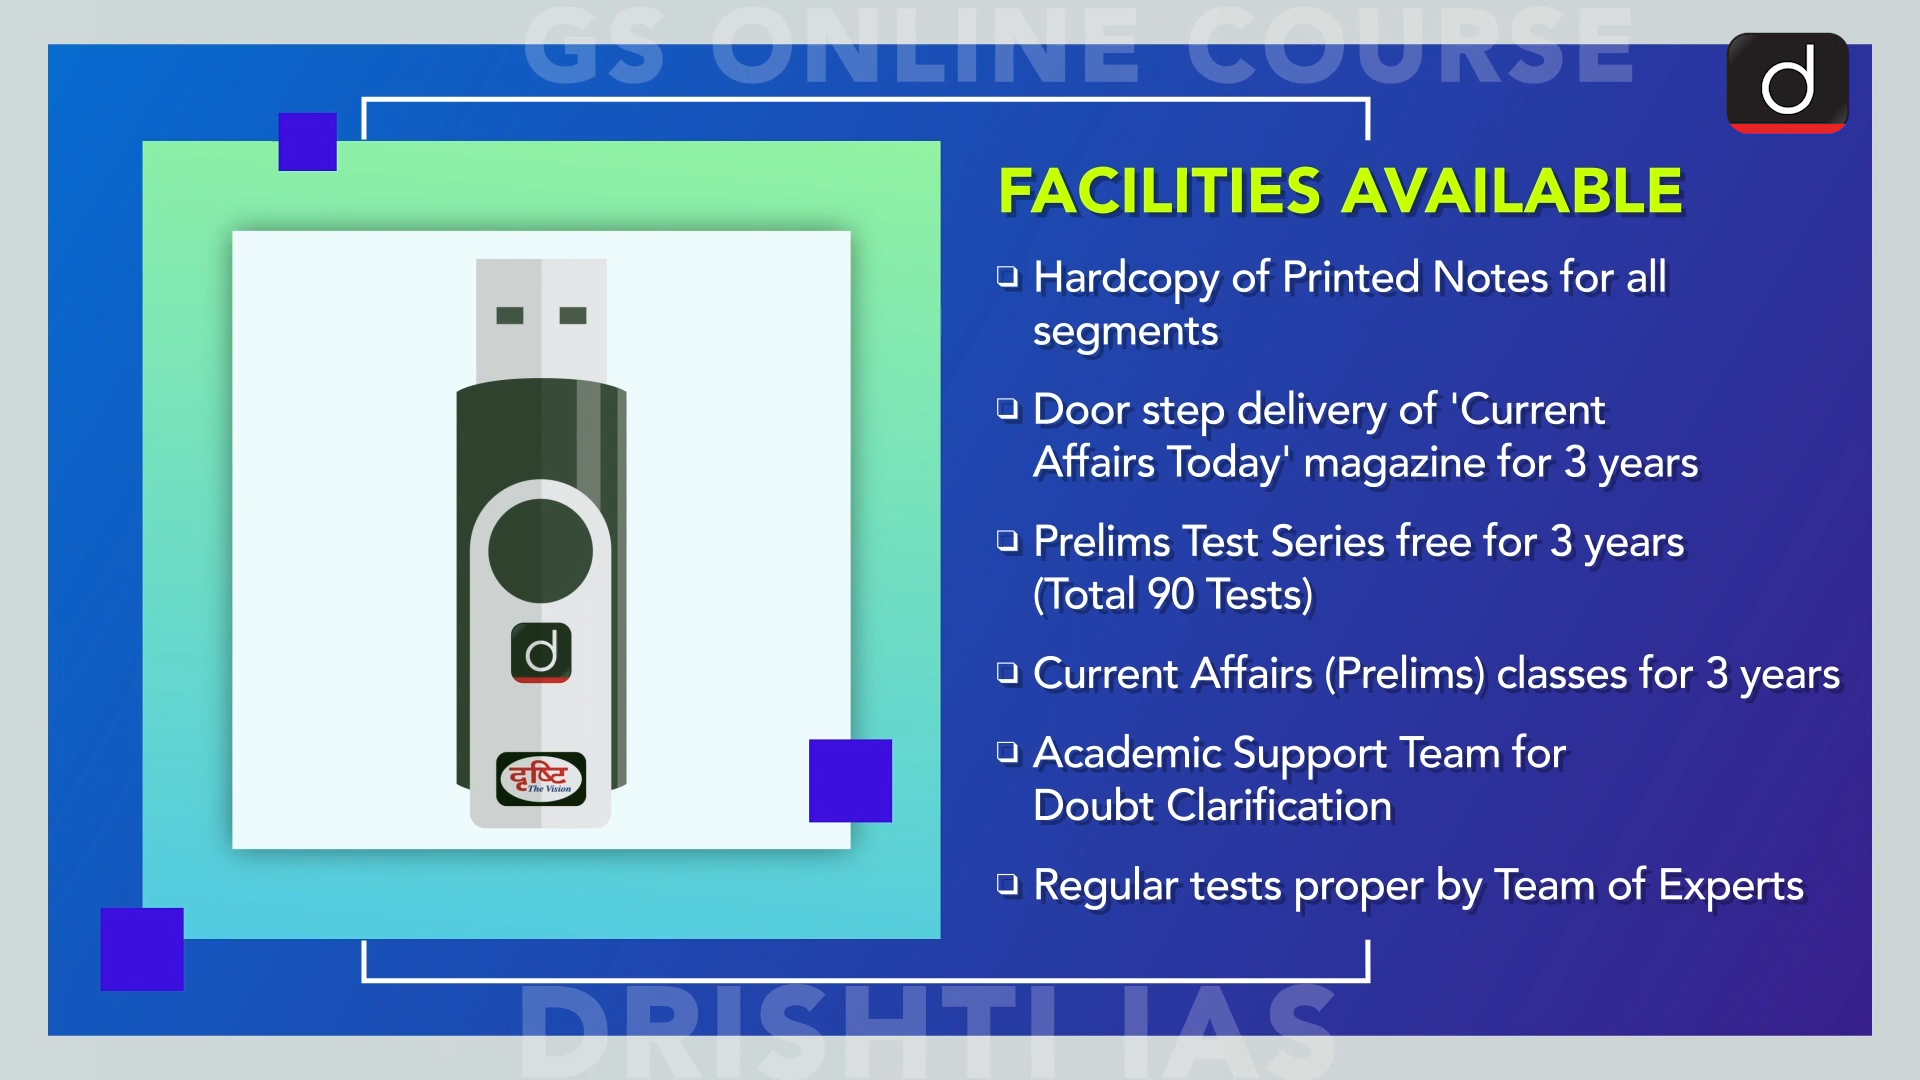 GS ONLINE COURSE
d
FACILITIES AVAILABLE
❏ Hardcopy of Printed Notes for all
segments
❏ Door step delivery of 'Current
Affairs Today' magazine for 3 years
❏ Prelims Test Series free for 3 years
(Total 90 Tests)
❏ Current Affairs (Prelims) classes for 3 years
❏ Academic Support Team for
Doubt Clarification
❏ Regular tests proper by Team of Experts
d
दृष्टि
The Vision
DRISHTI IAS